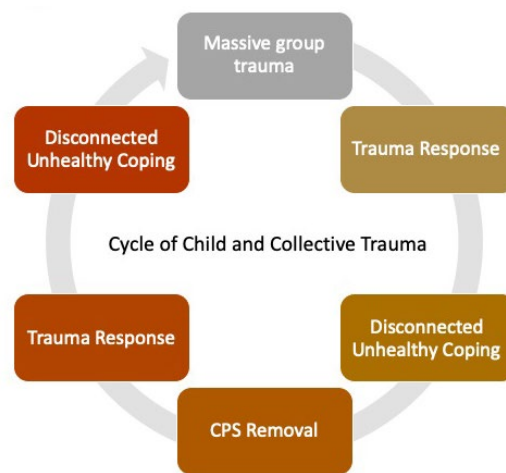 Massive group
trauma
Trauma Response
Disconnected
Unhealthy Coping
CPS Removal
Trauma Response
Disconnected
Unhealthy Coping
Cycle of Child and Collective Trauma